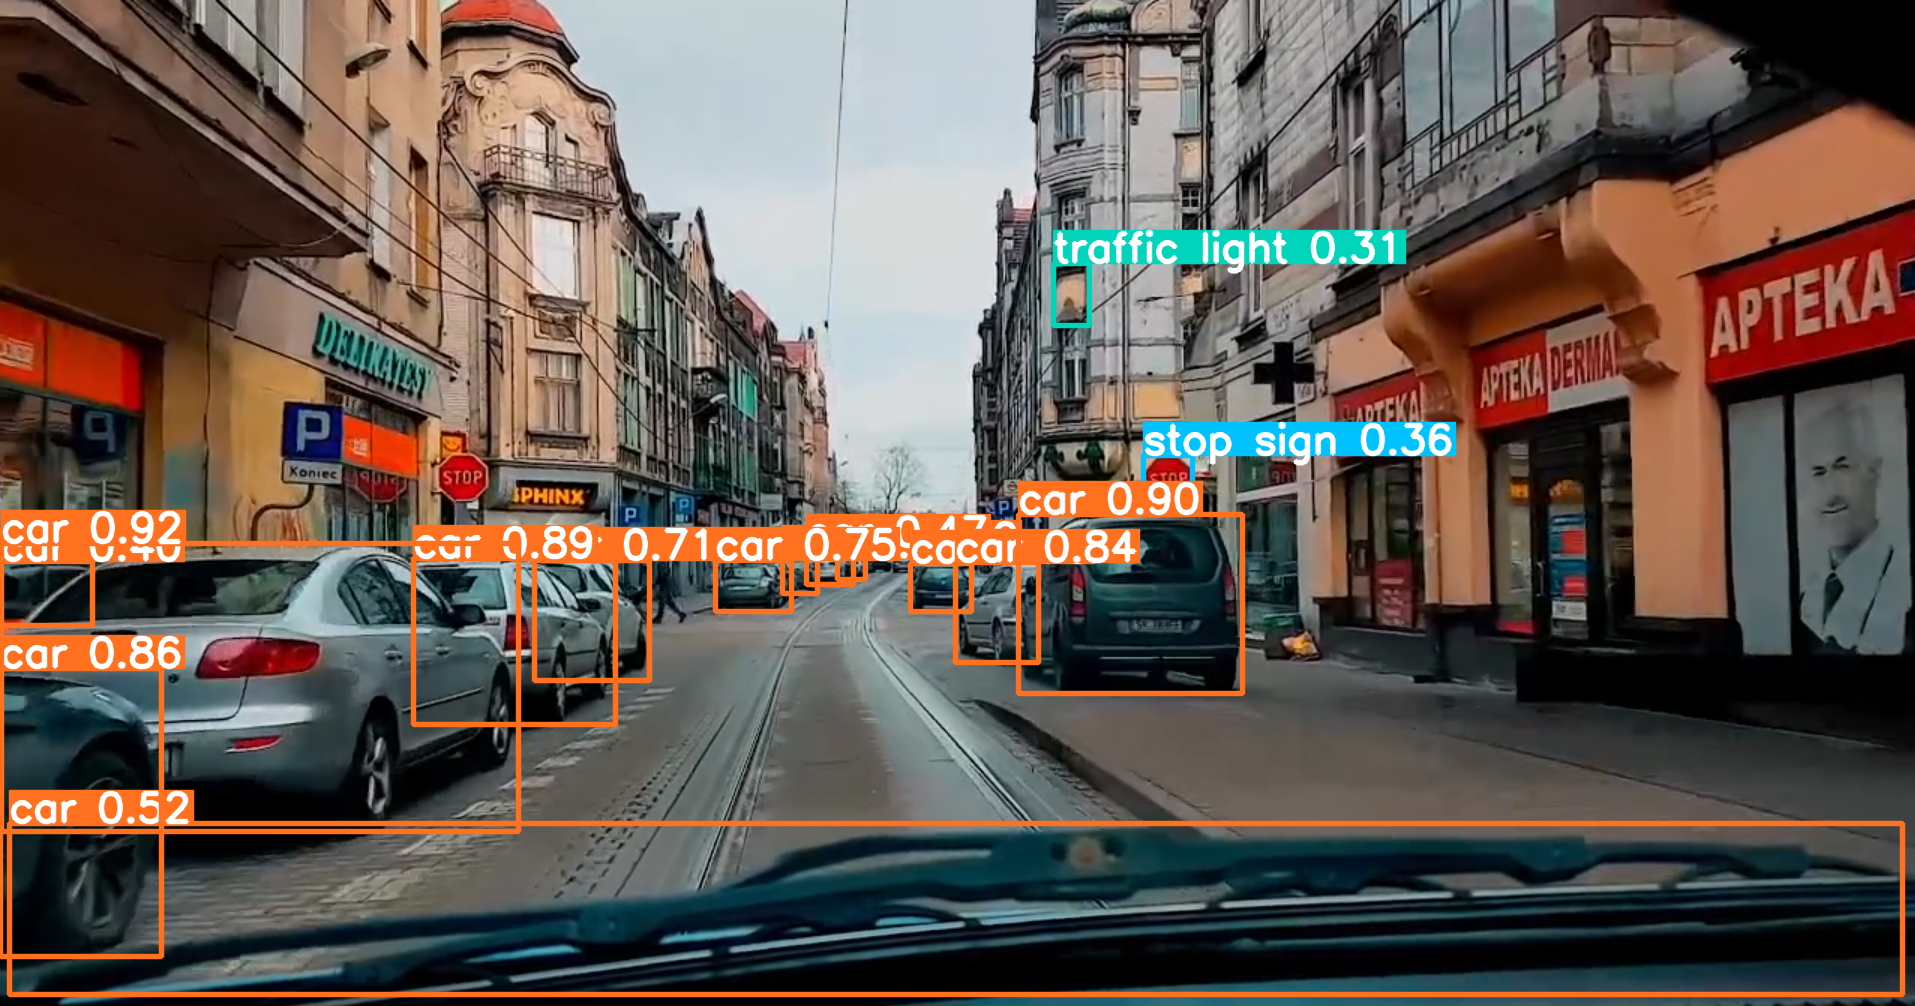 traffic light 0.31
APTEKA
DELIKATESY
APTEKA DERMA
APTEKA
P
P
Koniec
stop sign 0.36
STOP
STOP
SPHINX
P
P
P
car 0.90
car 0.92
car 0.89
0.71
car 0.75
car 0.84
car 0.86
car 0.52